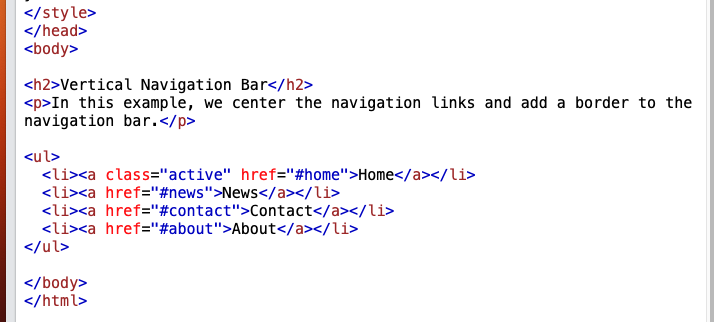 </style>
</head>
<body>
<h2>Vertical Navigation Bar</h2>
<p>In this example, we center the navigation links and add a border to the
navigation bar.</p>
<ul>
  <li><a class="active" href="#home">Home</a></li>
  <li><a href="#news">News</a></li>
  <li><a href="#contact">Contact</a></li>
  <li><a href="#about">About</a></li>
</ul>
</body>
</html>